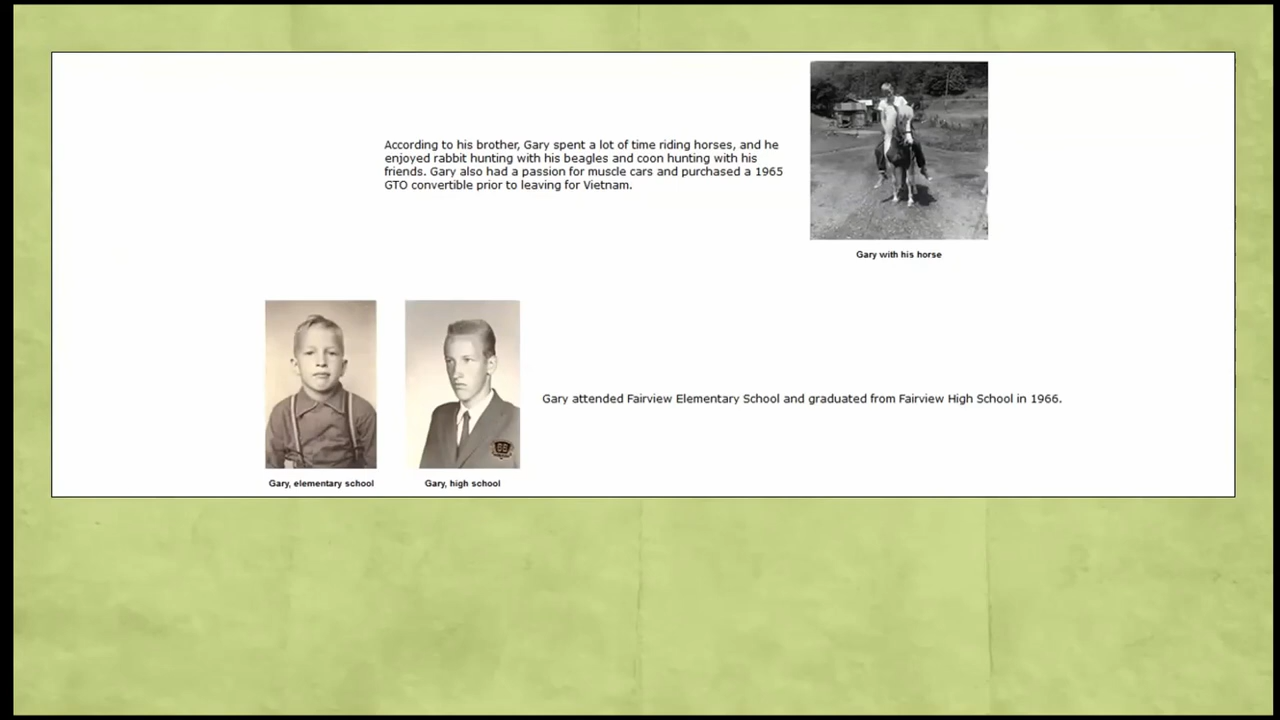 According to his brother, Gary spent a lot of time riding horses, and he
enjoyed rabbit hunting with his beagles and coon hunting with his
friends. Gary also had a passion for muscle cars and purchased a 1965
GTO convertible prior to leaving for Vietnam.
Gary with his horse
Gary attended Fairview Elementary School and graduated from Fairview High School in 1966.
Gary, elementary school
Gary, high school